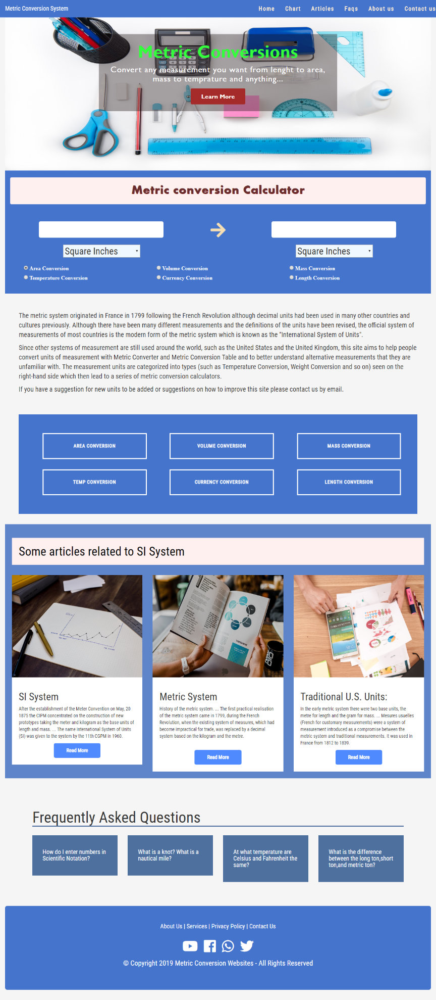 Metric Conversion System
Home Chart Articles Faqs About us Contact us
Metric Conversions
Convert any measurement you want from lenght to area,
mass to temprature and anything...
Learn More
Metric conversion Calculator
Square Inches
Square Inches
Area Conversion
Volume Conversion
Mass Conversion
Temperature Conversion
Currency Conversion
Length Conversion
The metric system originated in France in 1799 following the French Revolution although decimal units had been used in many other countries and
cultures previously. Although there have been many different measurements and the definitions of the units have been revised, the official system of
measurements of most countries is the modern form of the metric system which is known as the "International System of Units".
Since other systems of measurement are still used around the world, such as the United States and the United Kingdom, this site aims to help people
convert units of measurement with Metric Converter and Metric Conversion Table and to better understand alternative measurements that they are
unfamiliar with. The measurement units are categorized into types (such as Temperature Conversion, Weight Conversion and so on) seen on the
right-hand side which then lead to a series of metric conversion calculators.
If you have a suggestion for new units to be added or suggestions on how to improve this site please contact us by email.
AREA CONVERSION
VOLUME CONVERSION
MASS CONVERSION
TEMP CONVERSION
CURRENCY CONVERSION
LENGTH CONVERSION
Some articles related to SI System
SI System
After the establishment of the Meter Convention on May, 20
1875 the CIPM concentrated on the construction of new
prototypes taking the meter and kilogram as the base units of
length and mass. ... The name International System of Units
(SI) was given to the system by the 11th CGPM in 1960.
Read More
Metric System
History of the metric system. ... The first practical realisation
of the metric system came in 1799, during the French
Revolution, when the existing system of measures, which had
become impractical for trade, was replaced by a decimal
system based on the kilogram and the metre.
Read More
Traditional U.S. Units:
In the early metric system there were two base units, the
metre for length and the gram for mass. ... Mesures usuelles
(French for customary measurements) were a system of
measurement introduced as a compromise between the
metric system and traditional measurements. It was used in
France from 1812 to 1839.
Read More
Frequently Asked Questions
How do I enter numbers in
Scientific Notation?
What is a knot? What is a
nautical mile?
At what temperature are
Celsius and Fahrenheit the
same?
What is the difference
between the long ton,short
ton,and metric ton?
About Us | Services | Privacy Policy | Contact Us
© Copyright 2019 Metric Conversion Websites - All Rights Reserved